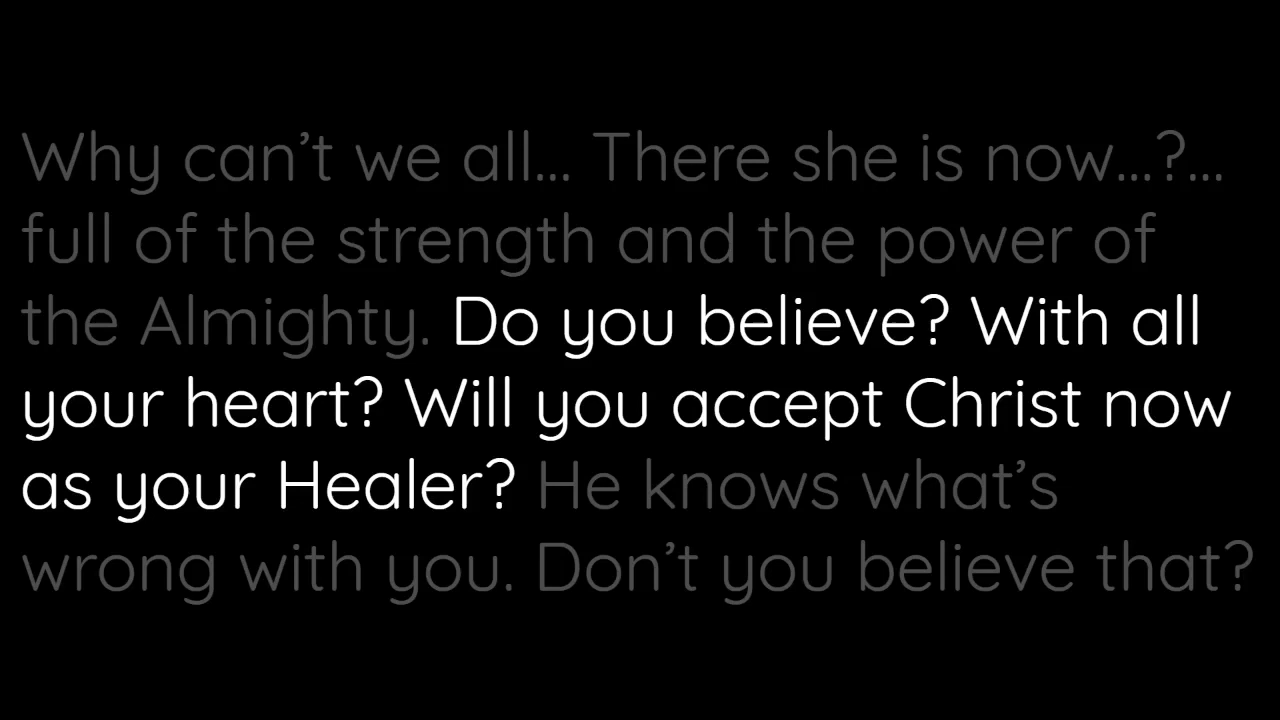 Why can’t we all... There she is now...?...
full of the strength and the power of
the Almighty. Do you believe? With all
your heart? Will you accept Christ now
as your Healer? He knows what’s
wrong with you. Don’t you believe that?